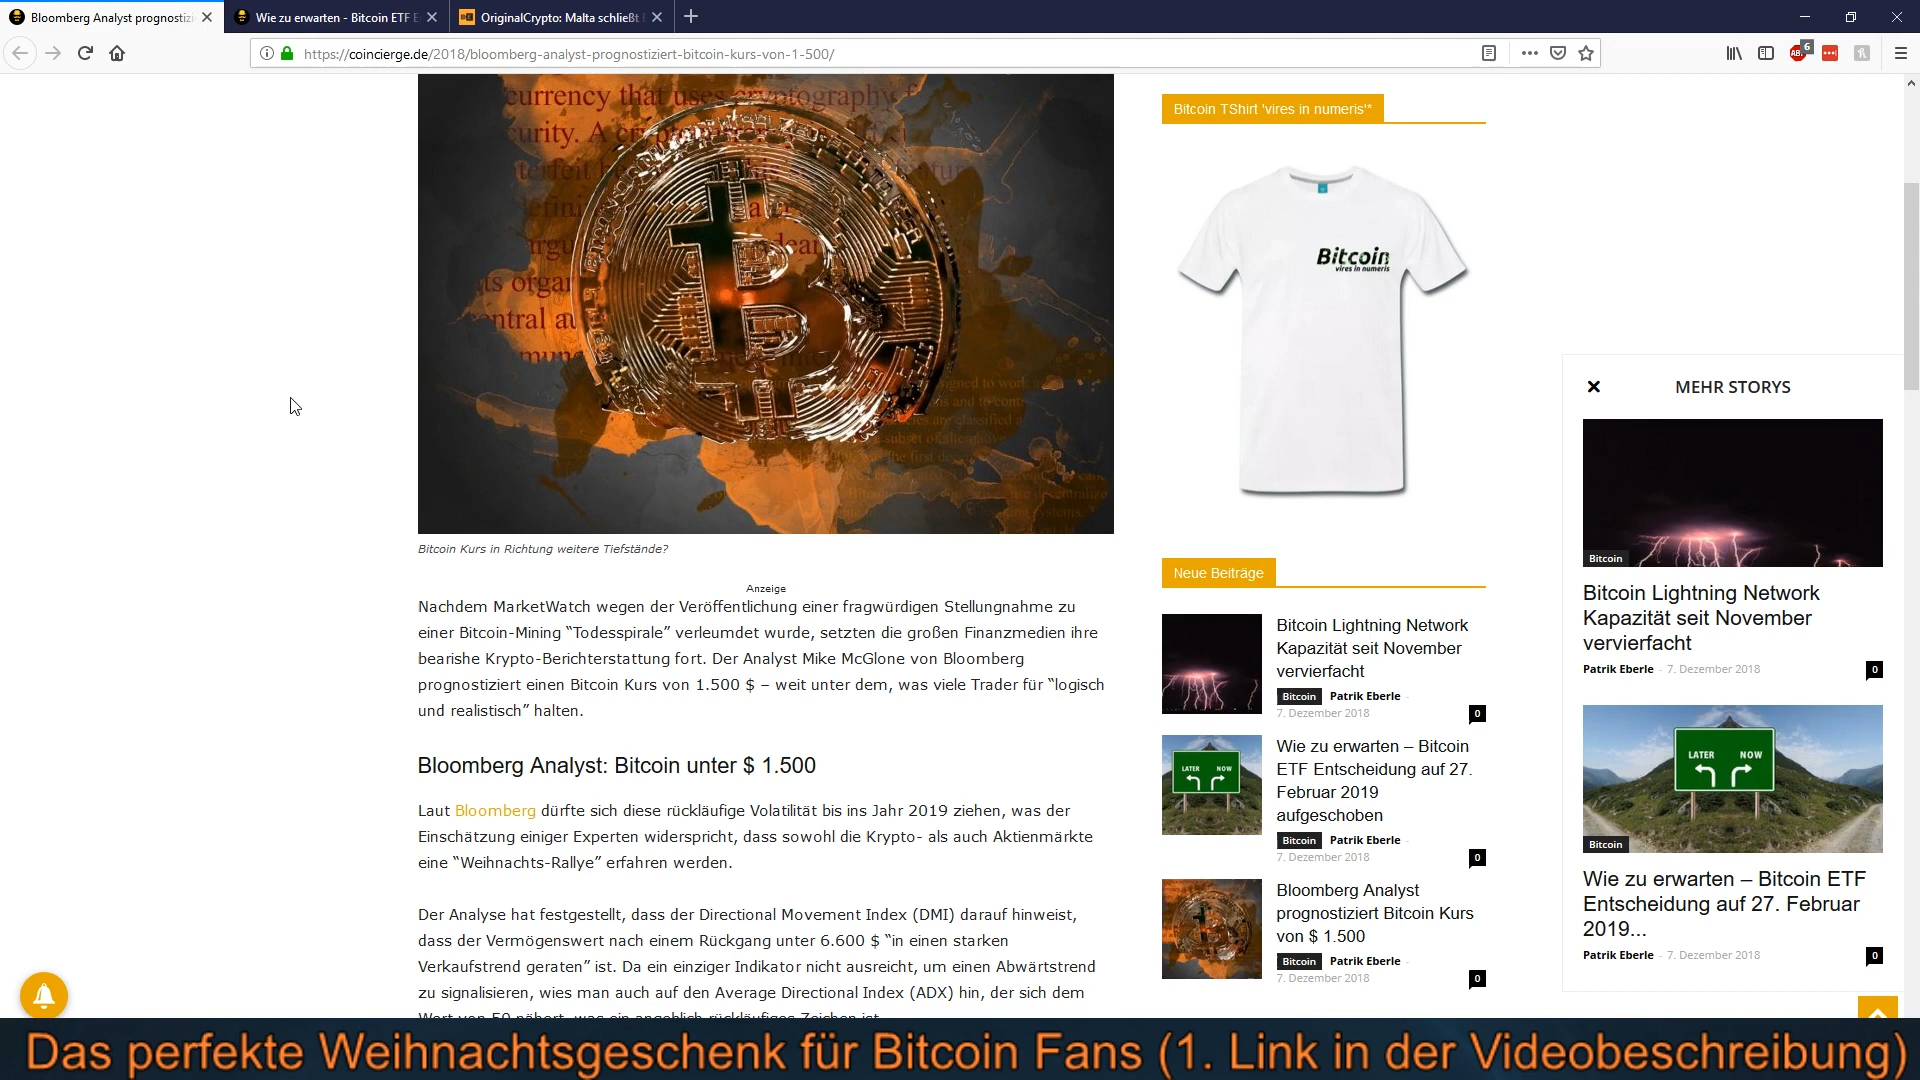 Bloomberg Analyst prognostizi
Wie zu erwarten - Bitcoin ETF E
OriginalCrypto: Malta schließt
https://coincierge.de/2018/bloomberg-analyst-prognostiziert-bitcoin-kurs-von-1-500/
6
currency that uses cryptography f
curity. A
Bitcoin Kurs in Richtung weitere Tiefstände?
Anzeige
Nachdem MarketWatch wegen der Veröffentlichung einer fragwürdigen Stellungnahme zu
einer Bitcoin-Mining “Todesspirale” verleumdet wurde, setzten die großen Finanzmedien ihre
bearishe Krypto-Berichterstattung fort. Der Analyst Mike McGlone von Bloomberg
prognostiziert einen Bitcoin Kurs von 1.500 $ – weit unter dem, was viele Trader für “logisch
und realistisch” halten.
Bloomberg Analyst: Bitcoin unter $ 1.500
Laut Bloomberg dürfte sich diese rückläufige Volatilität bis ins Jahr 2019 ziehen, was der
Einschätzung einiger Experten widerspricht, dass sowohl die Krypto- als auch Aktienmärkte
eine “Weihnachts-Rallye” erfahren werden.
Der Analyse hat festgestellt, dass der Directional Movement Index (DMI) darauf hinweist,
dass der Vermögenswert nach einem Rückgang unter 6.600 $ “in einen starken
Verkaufstrend geraten” ist. Da ein einziger Indikator nicht ausreicht, um einen Abwärtstrend
zu signalisieren, wies man auch auf den Average Directional Index (ADX) hin, der sich dem
Wert von 50 nähert, was ein angeblich rückläufiges Zeichen ist.
Bitcoin TShirt 'vires in numeris'*
Bitcoin
vires in numeris
Neue Beiträge
Bitcoin Lightning Network
Kapazität seit November
vervierfacht
Bitcoin Patrik Eberle -
7. Dezember 2018
0
LATER NOW
Wie zu erwarten – Bitcoin
ETF Entscheidung auf 27.
Februar 2019
aufgeschoben
Bitcoin Patrik Eberle -
7. Dezember 2018
0
Bloomberg Analyst
prognostiziert Bitcoin Kurs
von $ 1.500
Bitcoin Patrik Eberle -
7. Dezember 2018
0
MEHR STORYS
Bitcoin
Bitcoin Lightning Network
Kapazität seit November
vervierfacht
Patrik Eberle - 7. Dezember 2018
0
LATER NOW
Bitcoin
Wie zu erwarten – Bitcoin ETF
Entscheidung auf 27. Februar
2019...
Patrik Eberle - 7. Dezember 2018
0
Das perfekte Weihnachtsgeschenk für Bitcoin Fans (1. Link in der Videobeschreibung)